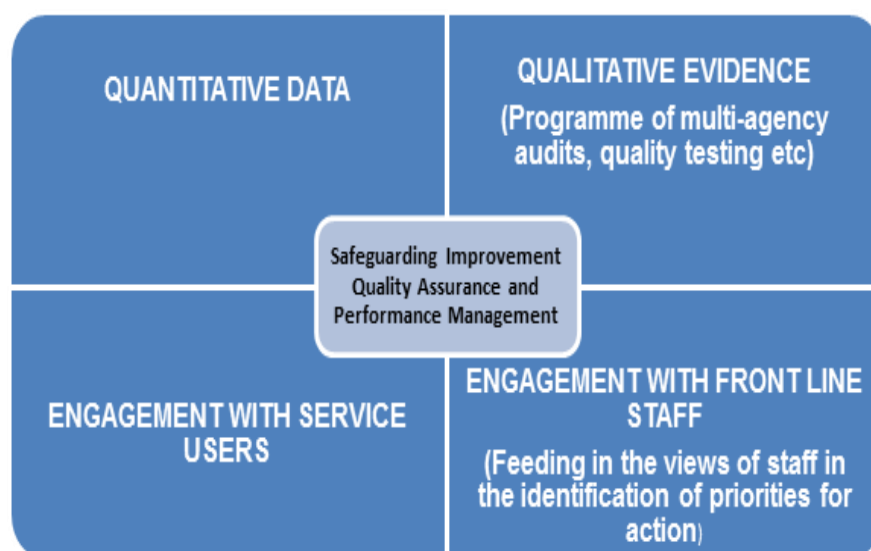 QUANTITATIVE DATA
QUALITATIVE EVIDENCE
(Programme of multi-agency
audits, quality testing etc)
Safeguarding Improvement
Quality Assurance and
Performance Management
ENGAGEMENT WITH SERVICE
USERS
ENGAGEMENT WITH FRONT LINE
STAFF
(Feeding in the views of staff in
the identification of priorities for
action)